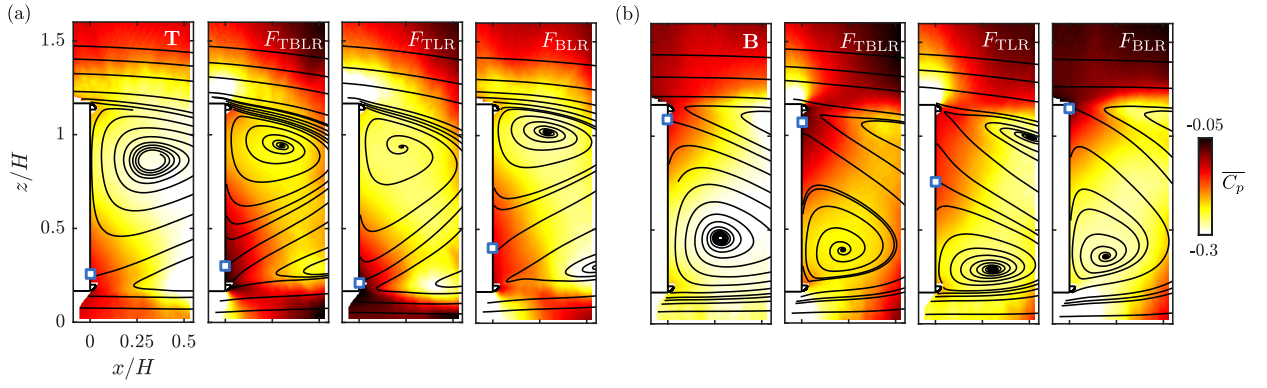 (a) (b)
T F_TBLR F_TLR F_BLR B F_TBLR F_TLR F_BLR
1.5
1
0.5
0
z/H
0 0.25 0.5
x/H
-0.05
C̅_p
-0.3